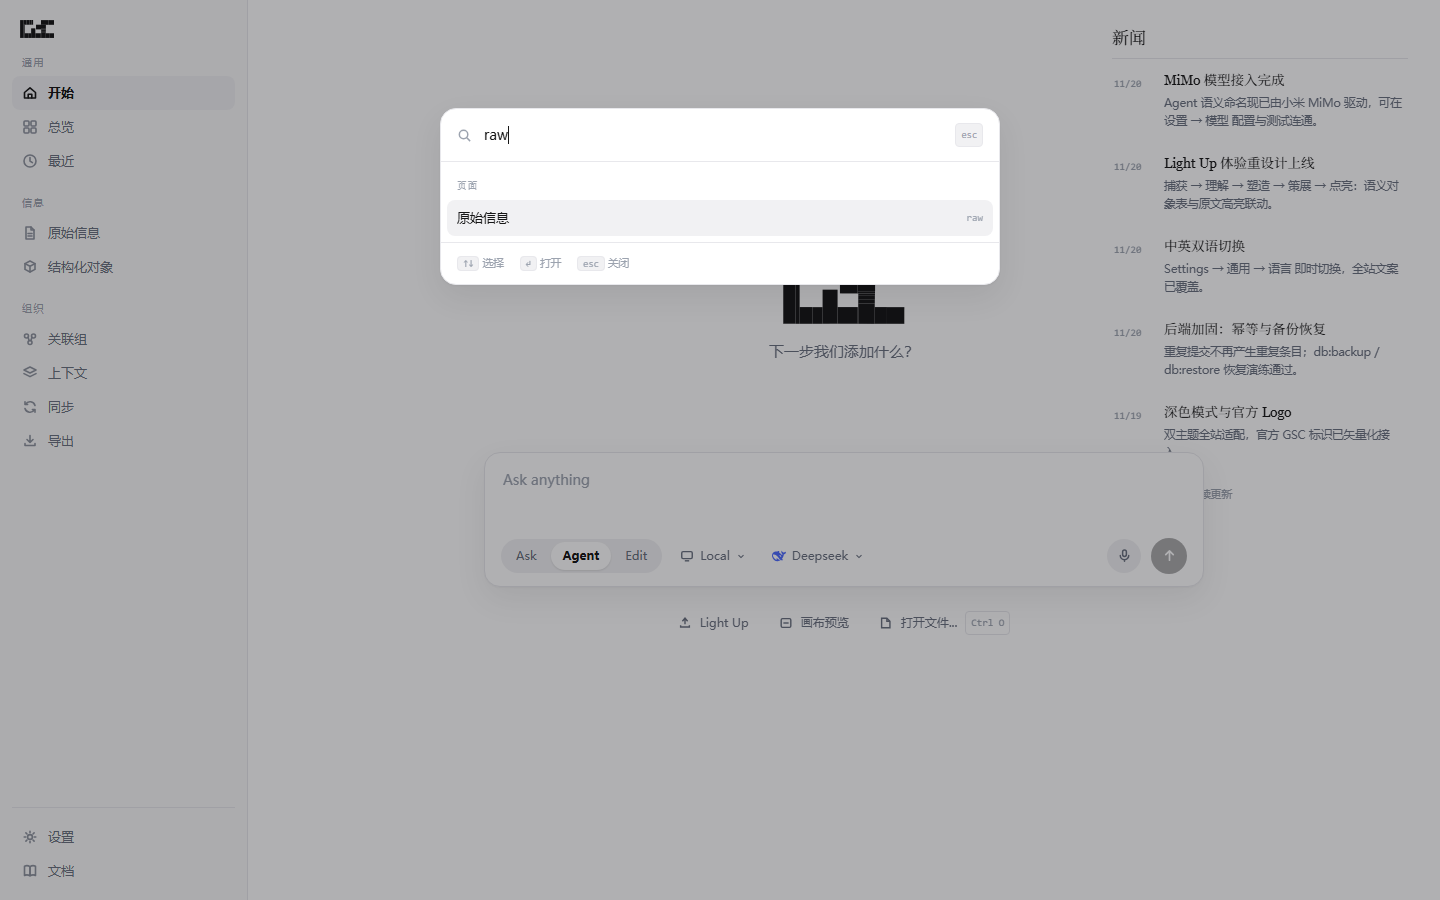 GSC
通用
开始
总览
最近
信息
原始信息
结构化对象
组织
关联组
上下文
同步
导出
设置
文档
raw
esc
页面
原始信息 raw
↑↓ 选择 ↵ 打开 esc 关闭
下一步我们添加什么？
Ask anything
Ask Agent Edit Local Deepseek
Light Up 画布预览 打开文件... Ctrl O
新闻
11/20 MiMo 模型接入完成
Agent 语义命名现已由小米 MiMo 驱动，可在
设置 → 模型 配置与测试连通。
11/20 Light Up 体验重设计上线
捕获 → 理解 → 塑造 → 策展 → 点亮：语义对
象表与原文高亮联动。
11/20 中英双语切换
Settings → 通用 → 语言 即时切换，全站文案
已覆盖。
11/20 后端加固：幂等与备份恢复
重复提交不再产生重复条目；db:backup /
db:restore 恢复演练通过。
11/19 深色模式与官方 Logo
双主题全站适配，官方 GSC 标识已矢量化接
续更新